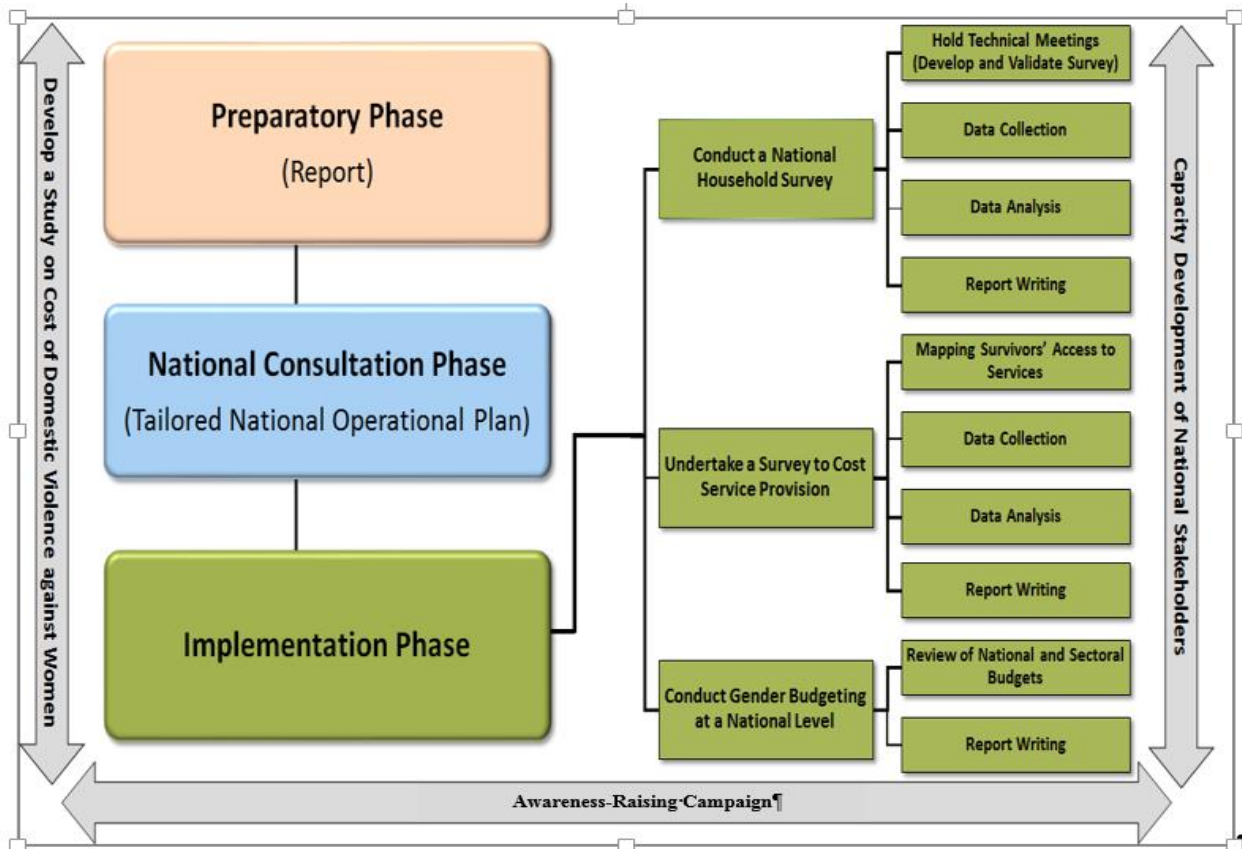 Develop a Study on Cost of Domestic Violence against Women
Preparatory Phase
(Report)
National Consultation Phase
(Tailored National Operational Plan)
Implementation Phase
Conduct a National
Household Survey
Hold Technical Meetings
(Develop and Validate Survey)
Data Collection
Data Analysis
Report Writing
Undertake a Survey to Cost
Service Provision
Mapping Survivors’ Access to
Services
Data Collection
Data Analysis
Report Writing
Conduct Gender Budgeting
at a National Level
Review of National and Sectoral
Budgets
Report Writing
Capacity Development of National Stakeholders
Awareness-Raising·Campaign¶